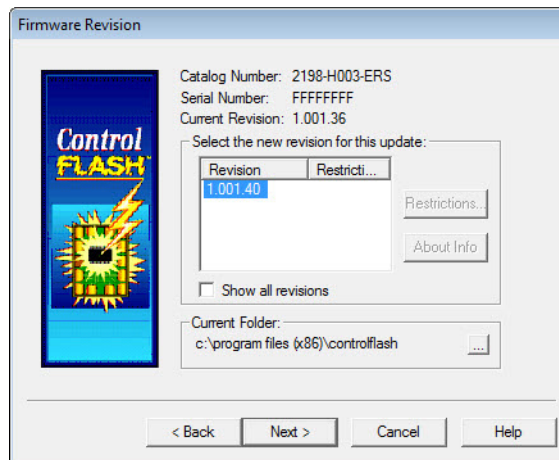 Firmware Revision
Control
FLASH™
Catalog Number: 2198-H003-ERS
Serial Number: FFFFFFFF
Current Revision: 1.001.36
Select the new revision for this update:
Revision Restricti...
1.001.40
Restrictions...
About Info
Show all revisions
Current Folder:
c:\program files (x86)\controlflash
...
< Back Next > Cancel Help